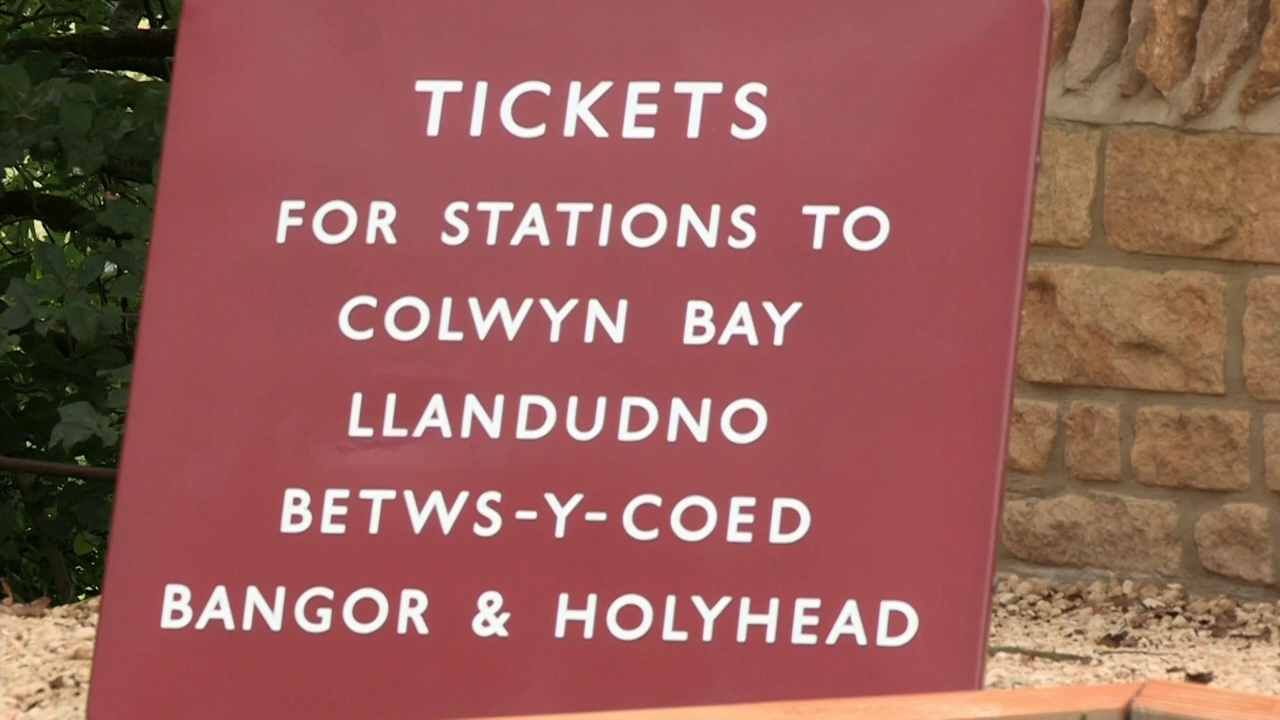 TICKETS
FOR STATIONS TO
COLWYN BAY
LLANDUDNO
BETWS-Y-COED
BANGOR & HOLYHEAD